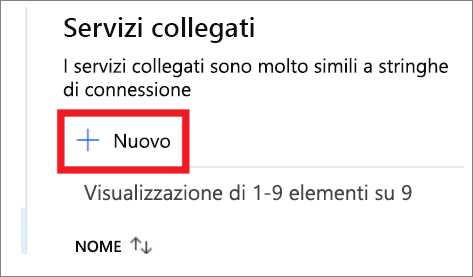 Servizi collegati
I servizi collegati sono molto simili a stringhe
di connessione
Nuovo
Visualizzazione di 1-9 elementi su 9
NOME